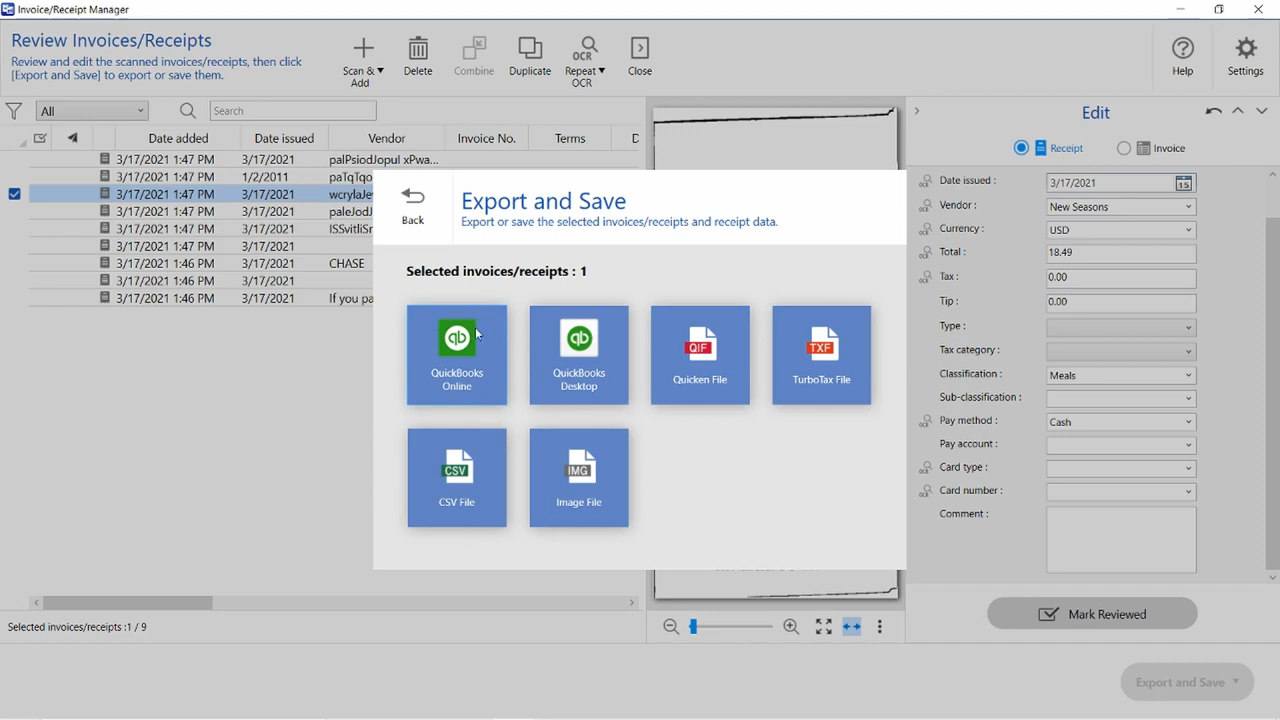 Invoice/Receipt Manager
Review Invoices/Receipts
Review and edit the scanned invoices/receipts, then click
[Export and Save] to export or save them.
Scan &
Add
Delete
Combine
Duplicate
OCR
Repeat
OCR
Close
Help
Settings
All
Search
Date added
Date issued
Vendor
Invoice No.
Terms
D
3/17/2021 1:47 PM 3/17/2021 palPsiodJopul xPwa...
3/17/2021 1:47 PM 1/2/2011 paTqTqo
3/17/2021 1:47 PM 3/17/2021 wcrylaJe
3/17/2021 1:47 PM 3/17/2021 paleJodJ
3/17/2021 1:47 PM 3/17/2021 ISSvitliSr
3/17/2021 1:47 PM 3/17/2021
3/17/2021 1:46 PM 3/17/2021 CHASE
3/17/2021 1:46 PM 3/17/2021
3/17/2021 1:46 PM 3/17/2021 If you pa
Selected invoices/receipts :1 / 9
Back
Export and Save
Export or save the selected invoices/receipts and receipt data.
Selected invoices/receipts : 1
qb
QuickBooks
Online
qb
QuickBooks
Desktop
QIF
Quicken File
TXF
TurboTax File
CSV
CSV File
IMG
Image File
Edit
Receipt
Invoice
Date issued : 3/17/2021
Vendor : New Seasons
Currency : USD
Total : 18.49
Tax : 0.00
Tip : 0.00
Type :
Tax category :
Classification : Meals
Sub-classification :
Pay method : Cash
Pay account :
Card type :
Card number :
Comment :
Mark Reviewed
Export and Save